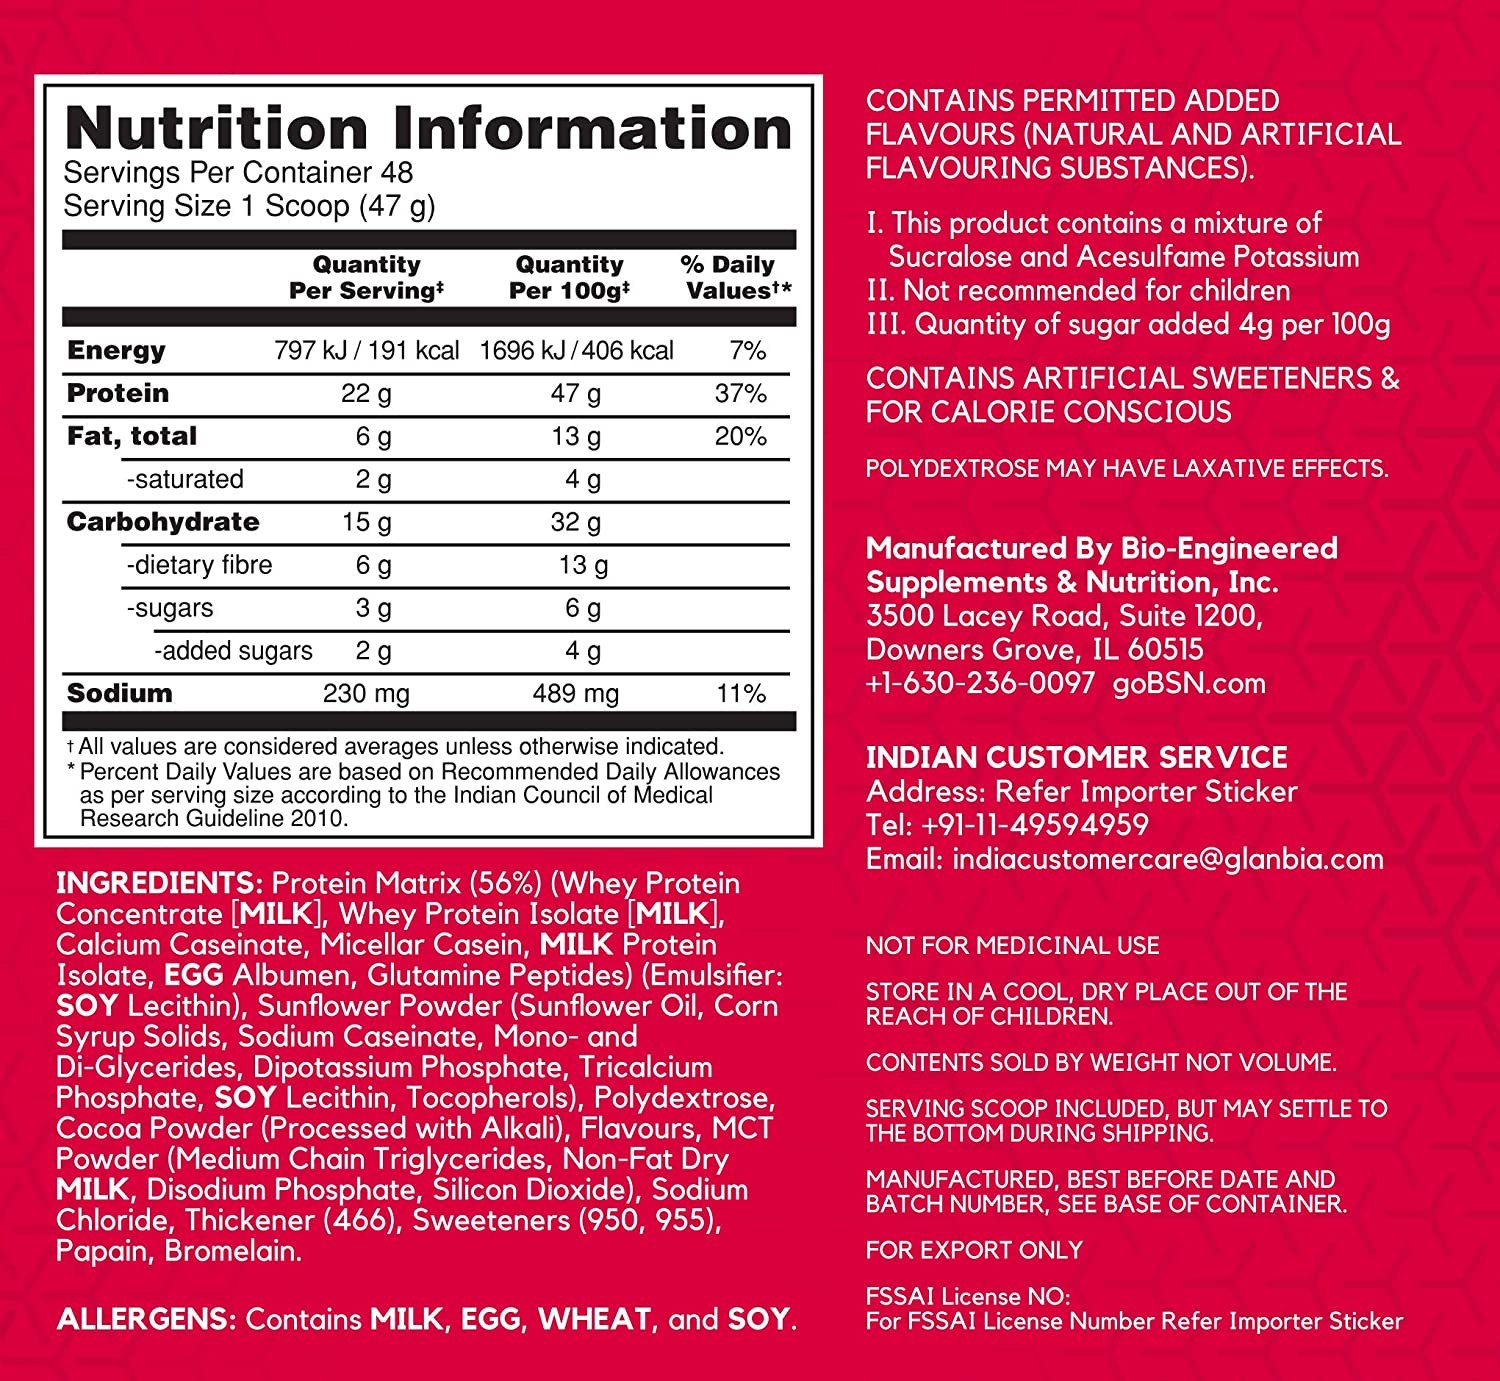 Nutrition Information
Servings Per Container 48
Serving Size 1 Scoop (47 g)
Quantity Per Serving‡ Quantity Per 100g‡ % Daily Values†*
Energy 797 kJ / 191 kcal 1696 kJ / 406 kcal 7%
Protein 22 g 47 g 37%
Fat, total 6 g 13 g 20%
-saturated 2 g 4 g
Carbohydrate 15 g 32 g
-dietary fibre 6 g 13 g
-sugars 3 g 6 g
-added sugars 2 g 4 g
Sodium 230 mg 489 mg 11%
† All values are considered averages unless otherwise indicated.
* Percent Daily Values are based on Recommended Daily Allowances
as per serving size according to the Indian Council of Medical
Research Guideline 2010.
INGREDIENTS: Protein Matrix (56%) (Whey Protein
Concentrate [MILK], Whey Protein Isolate [MILK],
Calcium Caseinate, Micellar Casein, MILK Protein
Isolate, EGG Albumen, Glutamine Peptides) (Emulsifier:
SOY Lecithin), Sunflower Powder (Sunflower Oil, Corn
Syrup Solids, Sodium Caseinate, Mono- and
Di-Glycerides, Dipotassium Phosphate, Tricalcium
Phosphate, SOY Lecithin, Tocopherols), Polydextrose,
Cocoa Powder (Processed with Alkali), Flavours, MCT
Powder (Medium Chain Triglycerides, Non-Fat Dry
MILK, Disodium Phosphate, Silicon Dioxide), Sodium
Chloride, Thickener (466), Sweeteners (950, 955),
Papain, Bromelain.
ALLERGENS: Contains MILK, EGG, WHEAT, and SOY.
CONTAINS PERMITTED ADDED
FLAVOURS (NATURAL AND ARTIFICIAL
FLAVOURING SUBSTANCES).
I. This product contains a mixture of
Sucralose and Acesulfame Potassium
II. Not recommended for children
III. Quantity of sugar added 4g per 100g
CONTAINS ARTIFICIAL SWEETENERS &
FOR CALORIE CONSCIOUS
POLYDEXTROSE MAY HAVE LAXATIVE EFFECTS.
Manufactured By Bio-Engineered
Supplements & Nutrition, Inc.
3500 Lacey Road, Suite 1200,
Downers Grove, IL 60515
+1-630-236-0097 goBSN.com
INDIAN CUSTOMER SERVICE
Address: Refer Importer Sticker
Tel: +91-11-49594959
Email: indiacustomercare@glanbia.com
NOT FOR MEDICINAL USE
STORE IN A COOL, DRY PLACE OUT OF THE
REACH OF CHILDREN.
CONTENTS SOLD BY WEIGHT NOT VOLUME.
SERVING SCOOP INCLUDED, BUT MAY SETTLE TO
THE BOTTOM DURING SHIPPING.
MANUFACTURED, BEST BEFORE DATE AND
BATCH NUMBER, SEE BASE OF CONTAINER.
FOR EXPORT ONLY
FSSAI License NO:
For FSSAI License Number Refer Importer Sticker